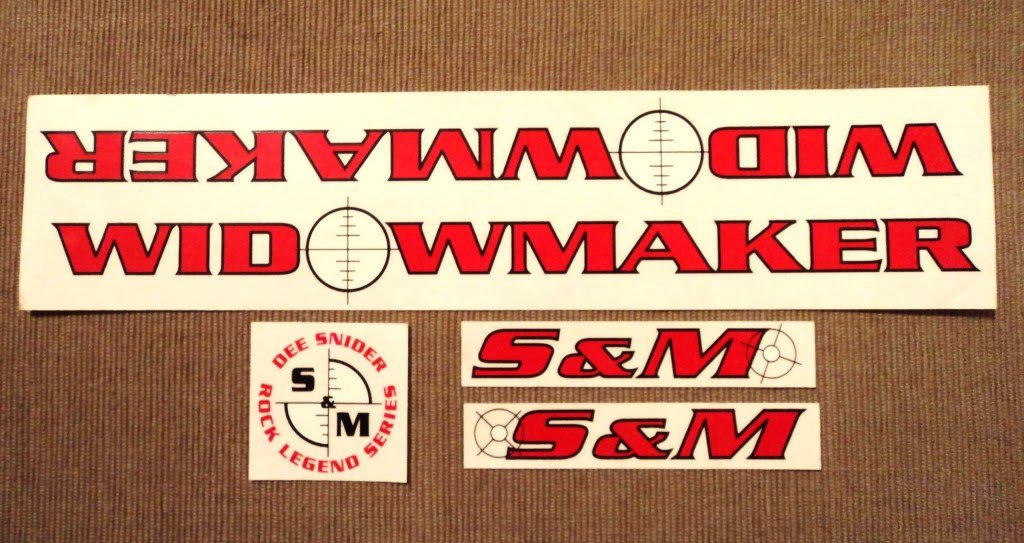 WIDOWMAKER
WIDOWMAKER
DEE SNIDER
S & M
ROCK LEGEND SERIES
S&M
S&M